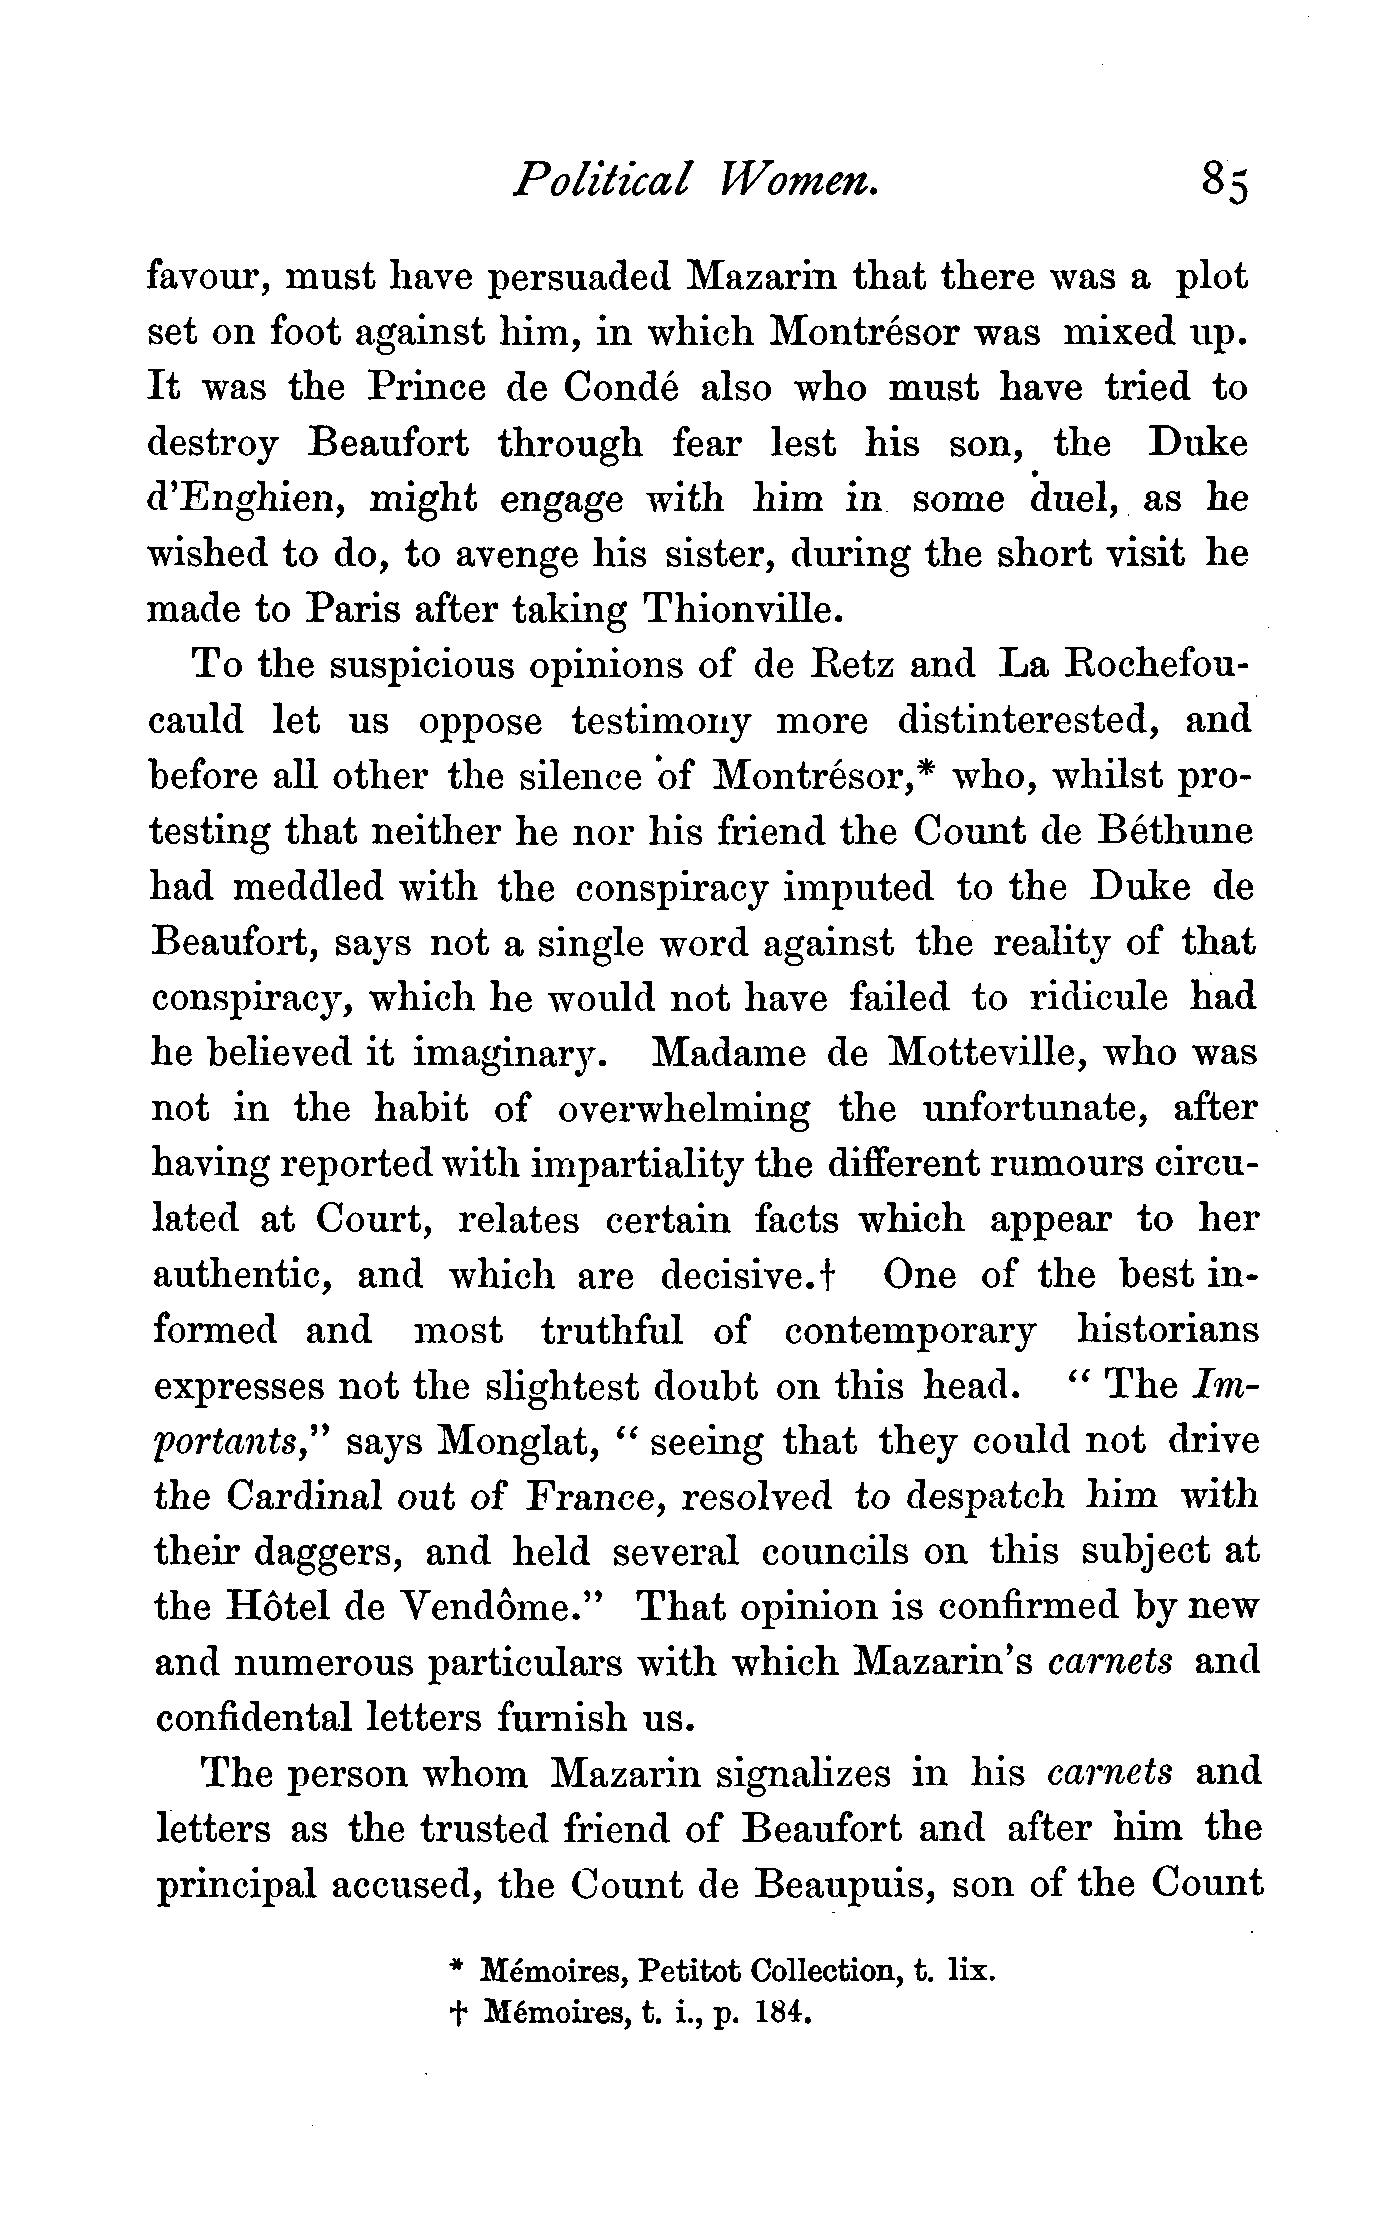 Political Women. 85
favour, must have persuaded Mazarin that there was a plot
set on foot against him, in which Montrésor was mixed up.
It was the Prince de Condé also who must have tried to
destroy Beaufort through fear lest his son, the Duke
d'Enghien, might engage with him in some duel, as he
wished to do, to avenge his sister, during the short visit he
made to Paris after taking Thionville.
To the suspicious opinions of de Retz and La Rochefou-
cauld let us oppose testimony more distinterested, and
before all other the silence of Montrésor,* who, whilst pro-
testing that neither he nor his friend the Count de Béthune
had meddled with the conspiracy imputed to the Duke de
Beaufort, says not a single word against the reality of that
conspiracy, which he would not have failed to ridicule had
he believed it imaginary. Madame de Motteville, who was
not in the habit of overwhelming the unfortunate, after
having reported with impartiality the different rumours circu-
lated at Court, relates certain facts which appear to her
authentic, and which are decisive.† One of the best in-
formed and most truthful of contemporary historians
expresses not the slightest doubt on this head. “ The Im-
portants,” says Monglat, “ seeing that they could not drive
the Cardinal out of France, resolved to despatch him with
their daggers, and held several councils on this subject at
the Hôtel de Vendôme.” That opinion is confirmed by new
and numerous particulars with which Mazarin's carnets and
confidental letters furnish us.
The person whom Mazarin signalizes in his carnets and
letters as the trusted friend of Beaufort and after him the
principal accused, the Count de Beaupuis, son of the Count
* Mémoires, Petitot Collection, t. lix.
† Mémoires, t. i., p. 184.